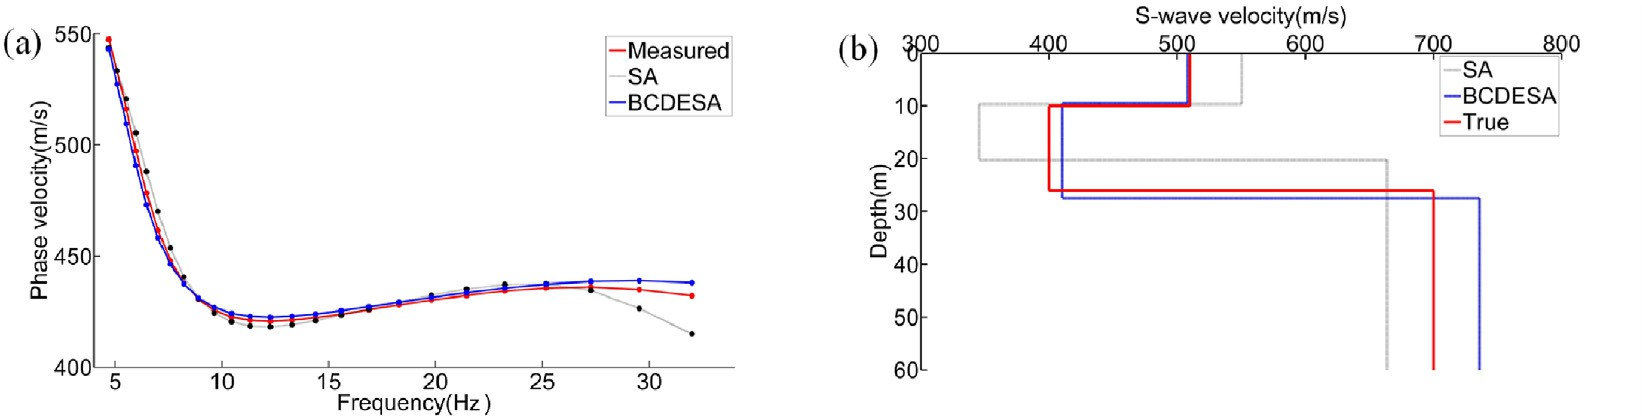 (a)
550
500
450
400
Phase velocity(m/s)
5 10 15 20 25 30
Frequency(Hz )
Measured
SA
BCDESA
(b)
S-wave velocity(m/s)
300 400 500 600 700 800
0
10
20
30
40
50
60
Depth(m)
SA
BCDESA
True